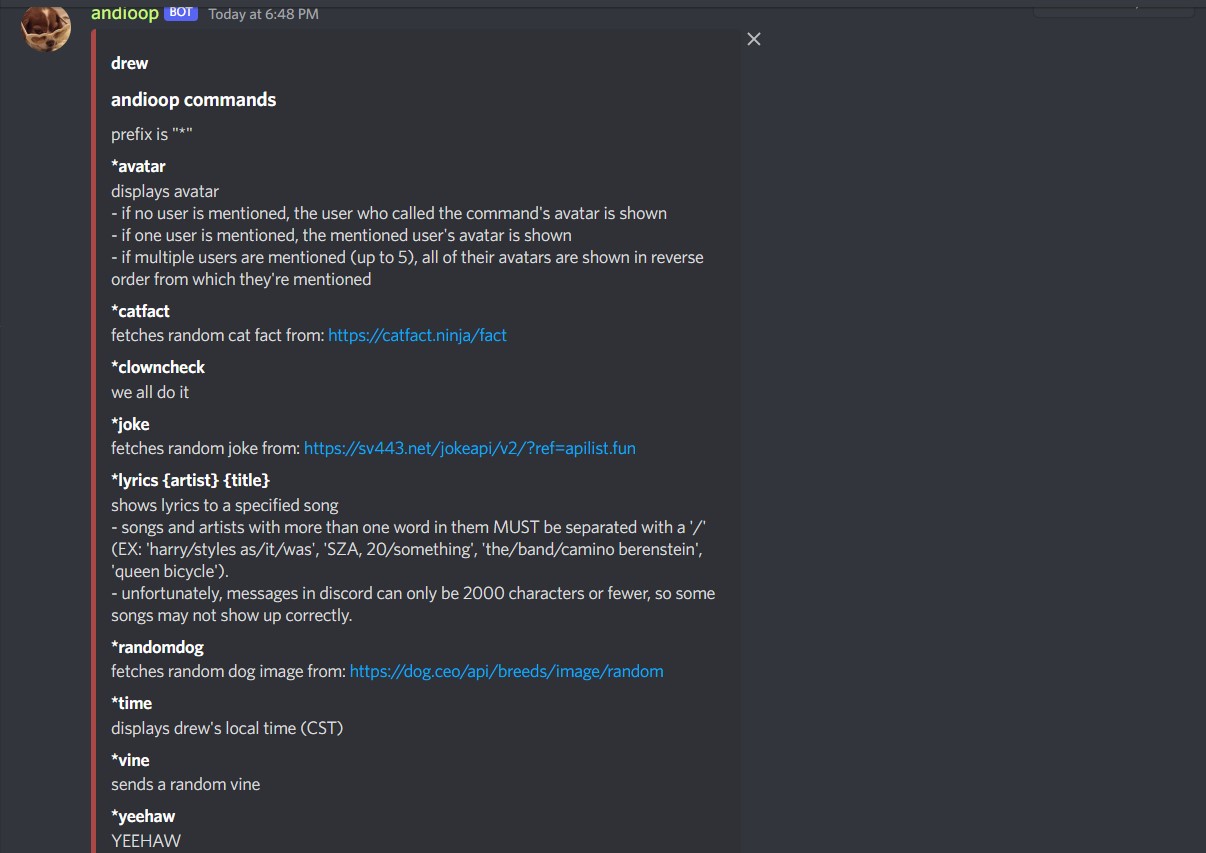 andioop BOT Today at 6:48 PM
drew
andioop commands
prefix is "*"
*avatar
displays avatar
- if no user is mentioned, the user who called the command's avatar is shown
- if one user is mentioned, the mentioned user's avatar is shown
- if multiple users are mentioned (up to 5), all of their avatars are shown in reverse
order from which they're mentioned
*catfact
fetches random cat fact from: https://catfact.ninja/fact
*clowncheck
we all do it
*joke
fetches random joke from: https://sv443.net/jokeapi/v2/?ref=apilist.fun
*lyrics {artist} {title}
shows lyrics to a specified song
- songs and artists with more than one word in them MUST be separated with a '/'
(EX: 'harry/styles as/it/was', 'SZA, 20/something', 'the/band/camino berenstein',
'queen bicycle').
- unfortunately, messages in discord can only be 2000 characters or fewer, so some
songs may not show up correctly.
*randomdog
fetches random dog image from: https://dog.ceo/api/breeds/image/random
*time
displays drew's local time (CST)
*vine
sends a random vine
*yeehaw
YEEHAW